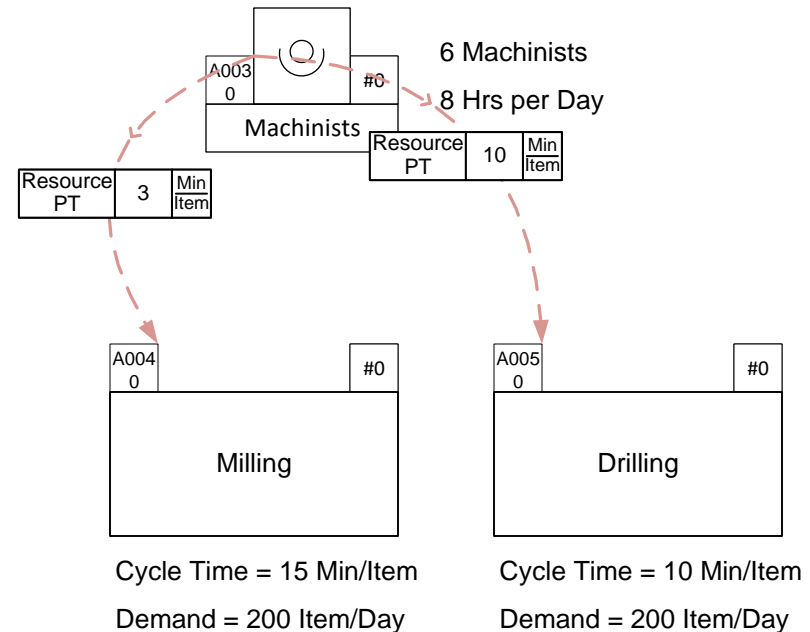 6 Machinists
A003
0
#0
8 Hrs per Day
Machinists
Resource
PT
10
Min
Item
Resource
PT
3
Min
Item
A004
0
#0
A005
0
#0
Milling
Drilling
Cycle Time = 15 Min/Item
Cycle Time = 10 Min/Item
Demand = 200 Item/Day
Demand = 200 Item/Day